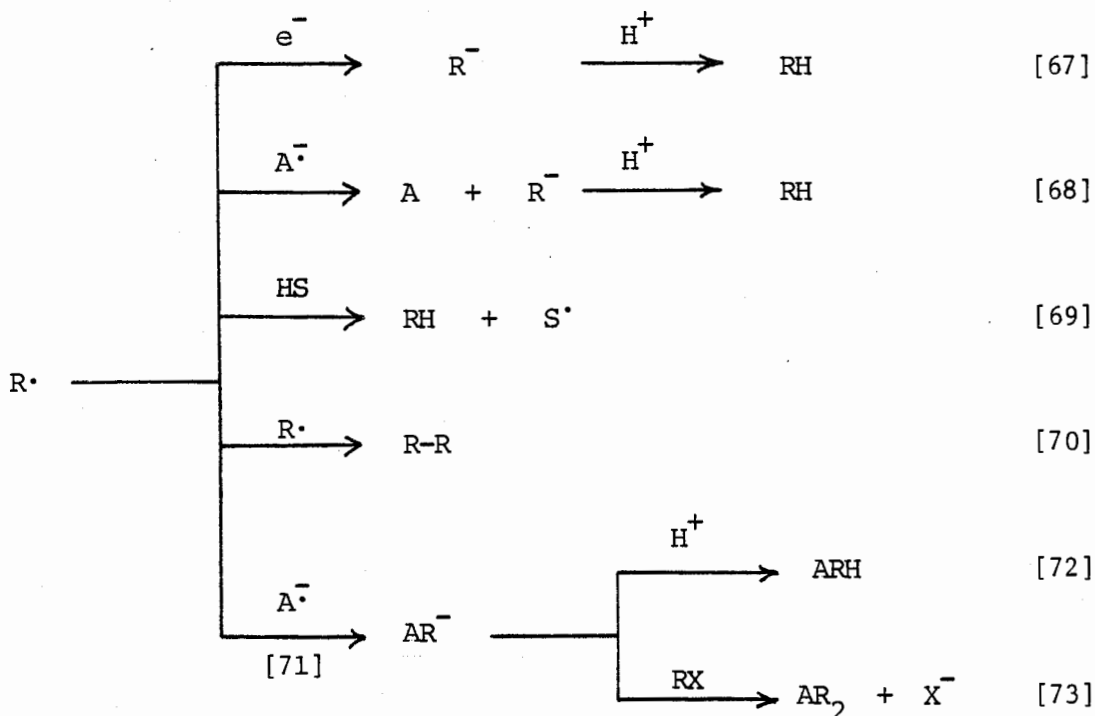 e⁻ H⁺
R⁻ RH [67]
A⨪ H⁺
A + R⁻ RH [68]
HS
RH + S· [69]
R·
R· R-R [70]
H⁺
ARH [72]
A⨪
AR⁻
[71]
RX AR₂ + X⁻ [73]